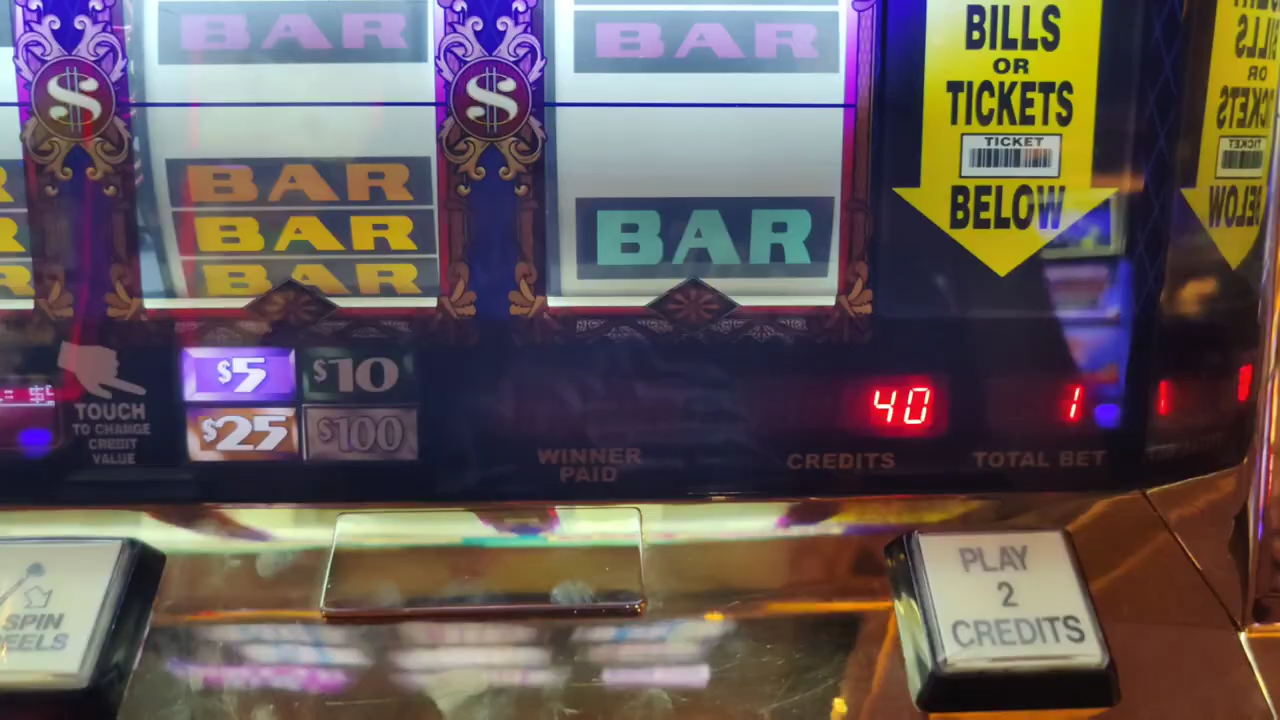 BAR
BAR
$
$
BILLS
OR
TICKETS
TICKET
BELOW
BAR
BAR
BAR
BAR
TOUCH
TO CHANGE
CREDIT
VALUE
$5
$10
$25
$100
WINNER
PAID
40
CREDITS
1
TOTAL BET
SPIN
PLAY
2
CREDITS